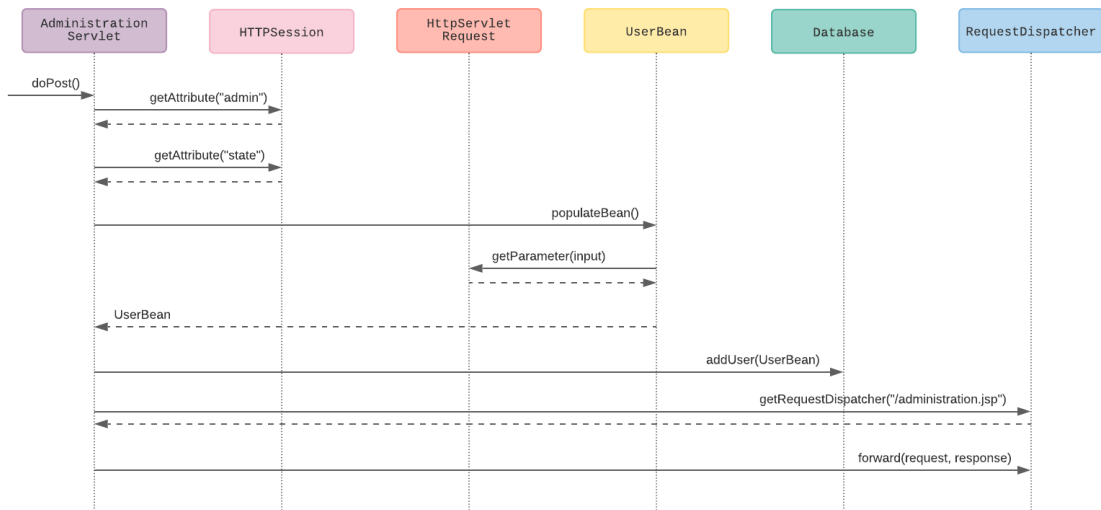 Administration
Servlet
HTTPSession
HttpServlet
Request
UserBean
Database
RequestDispatcher
doPost()
getAttribute("admin")
getAttribute("state")
populateBean()
getParameter(input)
UserBean
addUser(UserBean)
getRequestDispatcher("/administration.jsp")
forward(request, response)